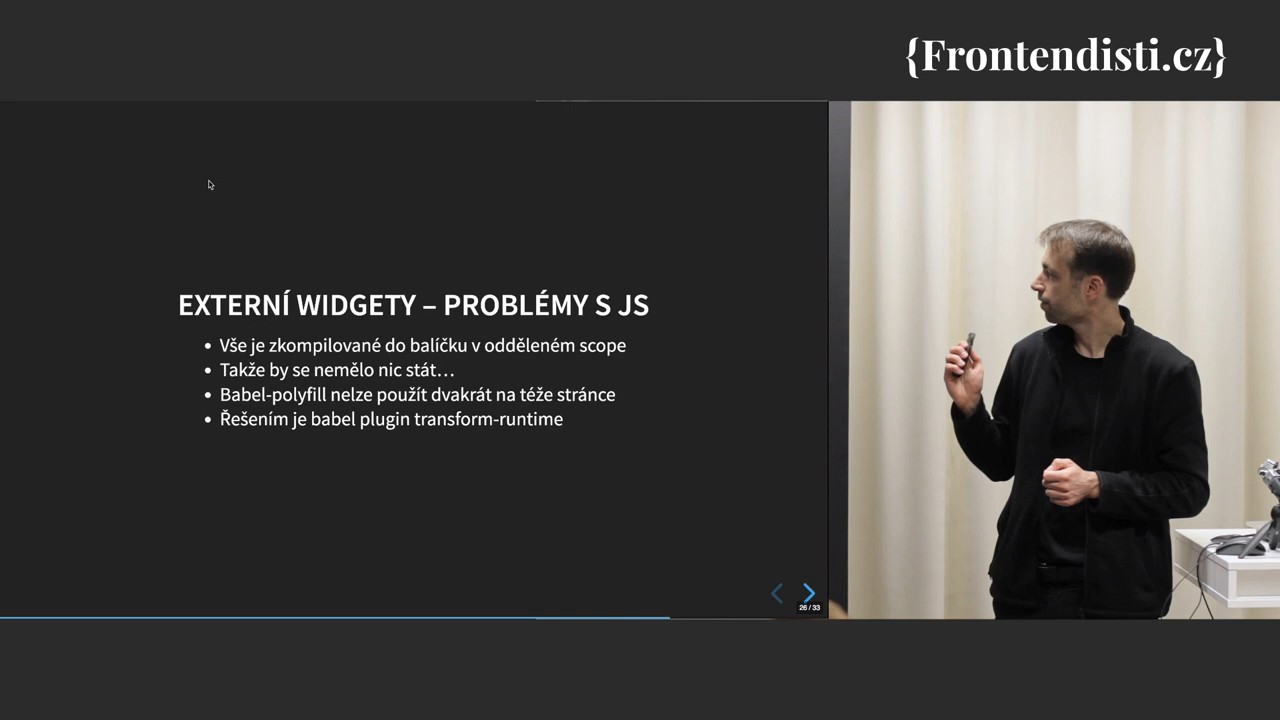 {Frontendisti.cz}
EXTERNÍ WIDGETY – PROBLÉMY S JS
• Vše je zkompilované do balíčku v odděleném scope
• Takže by se nemělo nic stát…
• Babel-polyfill nelze použít dvakrát na téže stránce
• Řešením je babel plugin transform-runtime
26 / 33